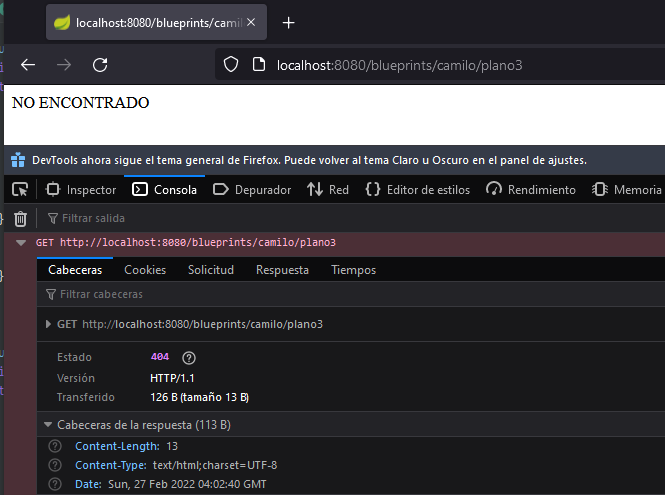 localhost:8080/blueprints/camil
localhost:8080/blueprints/camilo/plano3
NO ENCONTRADO
DevTools ahora sigue el tema general de Firefox. Puede volver al tema Claro u Oscuro en el panel de ajustes.
Inspector Consola Depurador Red Editor de estilos Rendimiento Memoria
Filtrar salida
GET http://localhost:8080/blueprints/camilo/plano3
Cabeceras Cookies Solicitud Respuesta Tiempos
Filtrar cabeceras
GET http://localhost:8080/blueprints/camilo/plano3
Estado 404
Versión HTTP/1.1
Transferido 126 B (tamaño 13 B)
Cabeceras de la respuesta (113 B)
Content-Length: 13
Content-Type: text/html;charset=UTF-8
Date: Sun, 27 Feb 2022 04:02:40 GMT